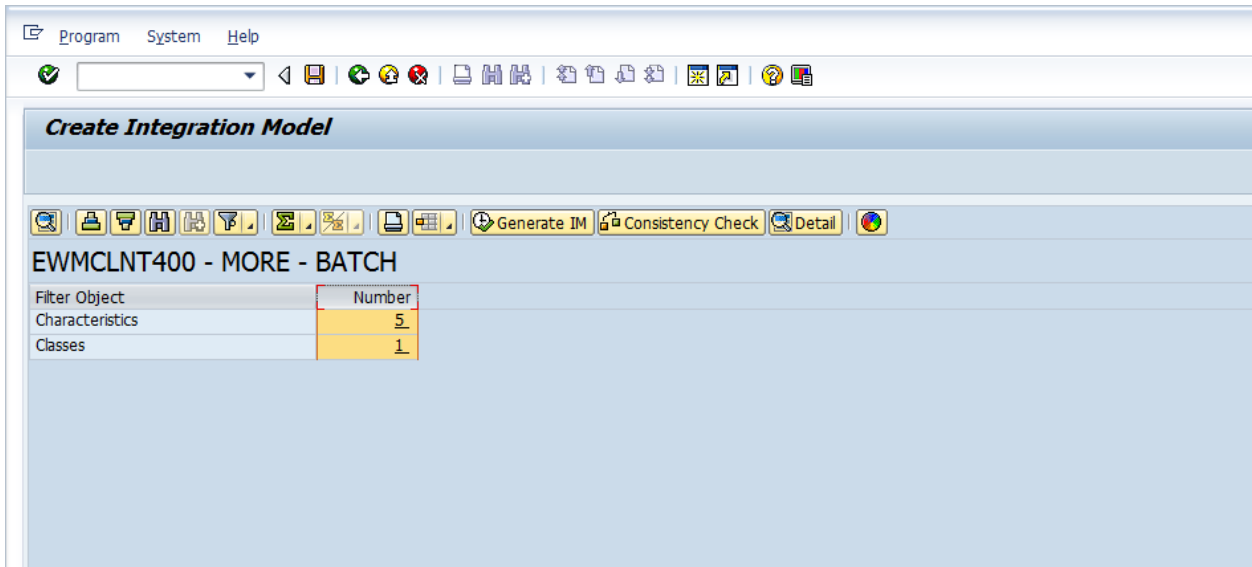 Program System Help
Create Integration Model
Generate IM Consistency Check Detail
EWMCLNT400 - MORE - BATCH
Filter Object Number
Characteristics 5
Classes 1